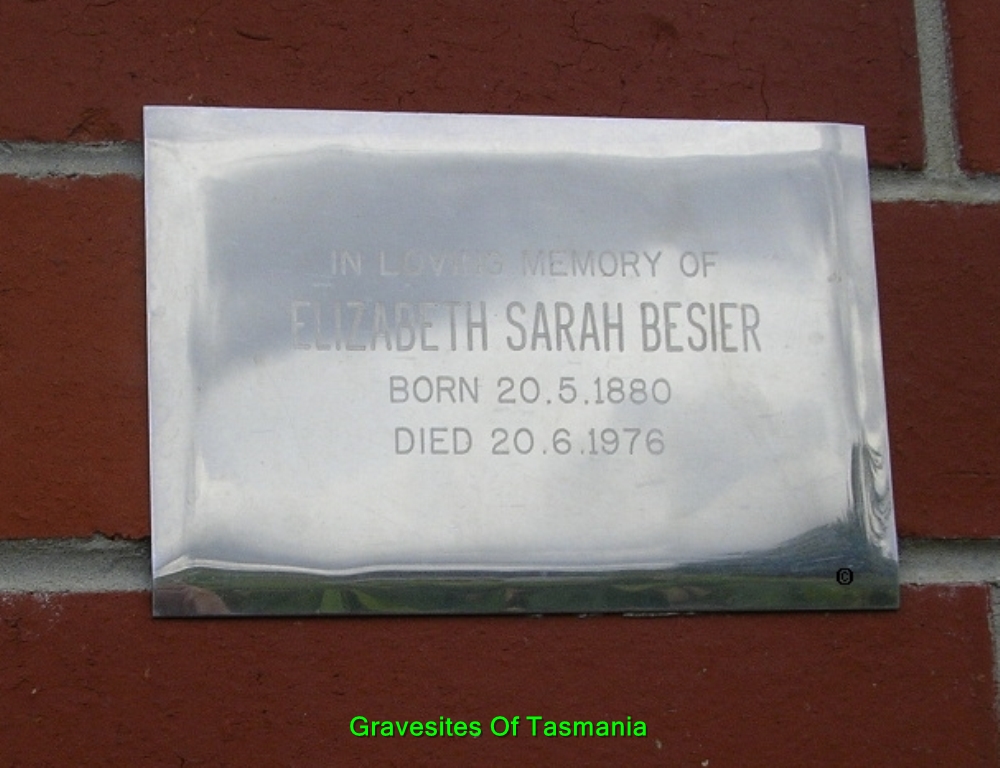 IN LOVING MEMORY OF
ELIZABETH SARAH BESIER
BORN 20.5.1880
DIED 20.6.1976
©
Gravesites Of Tasmania